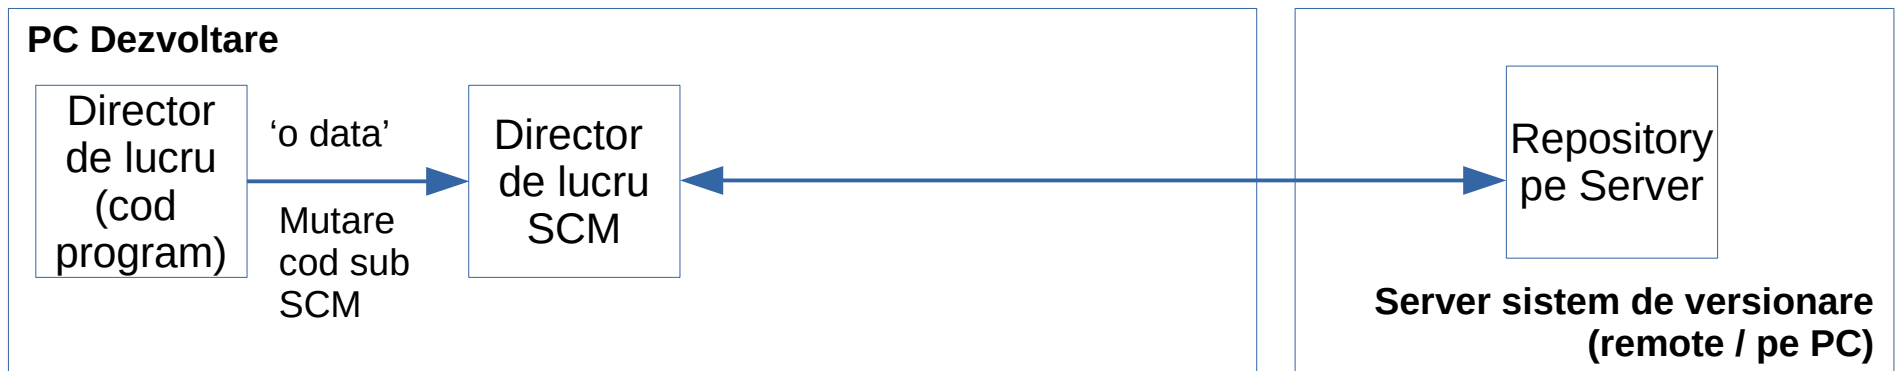 PC Dezvoltare
Director
de lucru
(cod
program)
‘o data’
Mutare
cod sub
SCM
Director
de lucru
SCM
Repository
pe Server
Server sistem de versionare
(remote / pe PC)